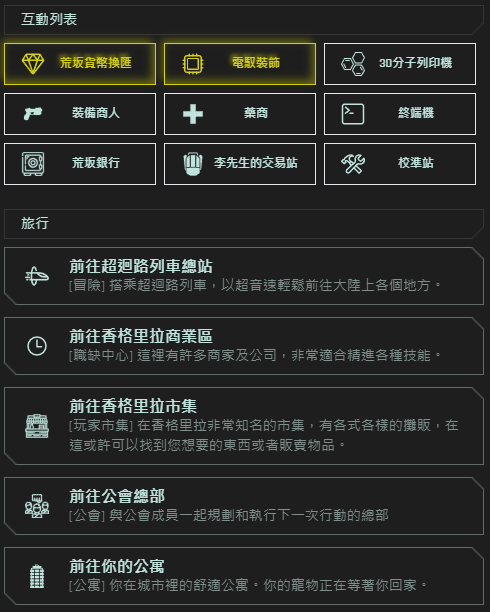 互動列表
荒坂貨幣換匯
電馭裝飾
3D分子列印機
裝備商人
藥商
終端機
荒坂銀行
李先生的交易站
校準站
旅行
前往超迴路列車總站
[冒險] 搭乘超迴路列車，以超音速輕鬆前往大陸上各個地方。
前往香格里拉商業區
[職缺中心] 這裡有許多商家及公司，非常適合精進各種技能。
前往香格里拉市集
[玩家市集] 在香格里拉非常知名的市集，有各式各樣的攤販，在
這或許可以找到您想要的東西或者販賣物品。
前往公會總部
[公會] 與公會成員一起規劃和執行下一次行動的總部
前往你的公寓
[公寓] 你在城市裡的舒適公寓。你的寵物正在等著你回家。